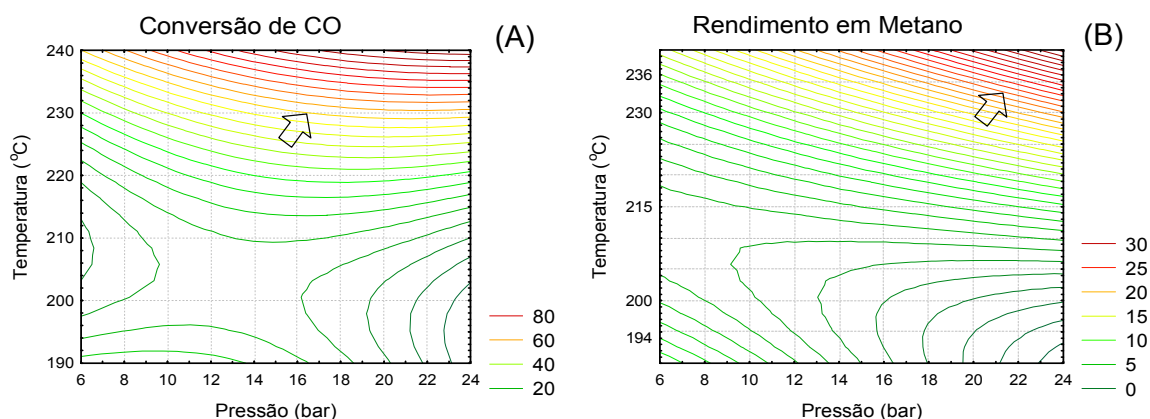 Conversão de CO
(A)
Temperatura (°C)
240
230
220
210
200
190
6 8 10 12 14 16 18 20 22 24
Pressão (bar)
80
60
40
20
Rendimento em Metano
(B)
Temperatura (°C)
236
230
215
200
194
6 8 10 12 14 16 18 20 22 24
Pressão (bar)
30
25
20
15
10
5
0